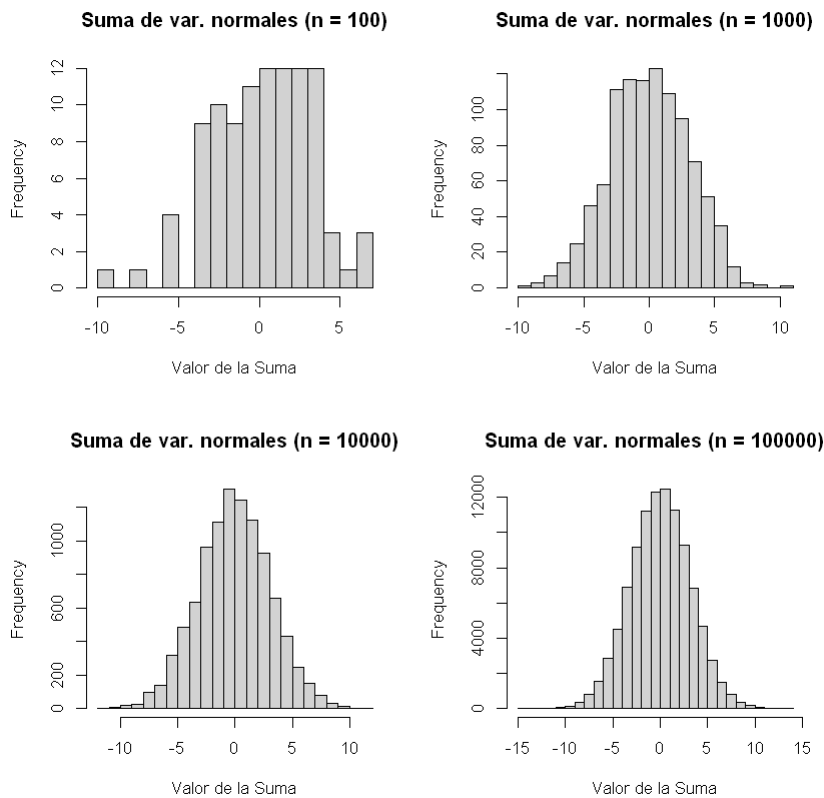 Suma de var. normales (n = 100)
Frequency
0 2 4 6 8 10 12
-10 -5 0 5
Valor de la Suma
Suma de var. normales (n = 1000)
Frequency
0 20 40 60 80 100
-10 -5 0 5 10
Valor de la Suma
Suma de var. normales (n = 10000)
Frequency
0 200 600 1000
-10 -5 0 5 10
Valor de la Suma
Suma de var. normales (n = 100000)
Frequency
0 4000 8000 12000
-15 -10 -5 0 5 10 15
Valor de la Suma